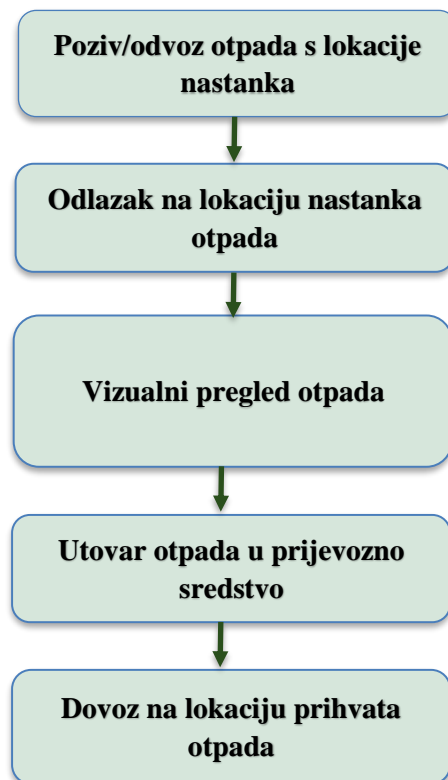 Poziv/odvoz otpada s lokacije
nastanka
Odlazak na lokaciju nastanka
otpada
Vizualni pregled otpada
Utovar otpada u prijevozno
sredstvo
Dovoz na lokaciju prihvata
otpada